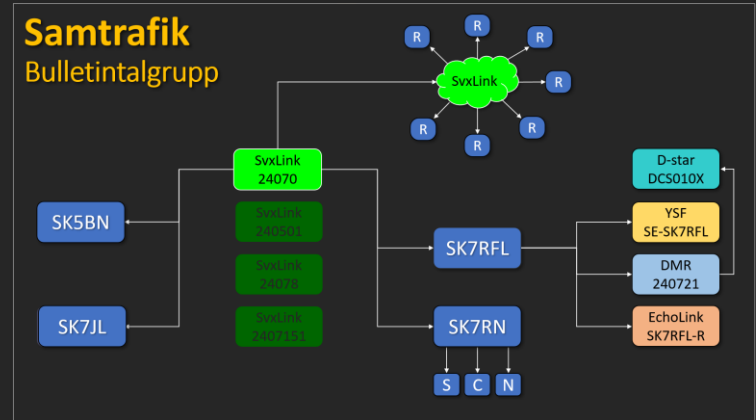 Samtrafik
Bulletintalgrupp
R
R
R
R
SvxLink
R
R
R
R
SvxLink
24070
D-star
DCS010X
SK5BN
SvxLink
240501
YSF
SE-SK7RFL
SK7RFL
SvxLink
24078
DMR
240721
SK7JL
SvxLink
2407151
SK7RN
EchoLink
SK7RFL-R
S
C
N